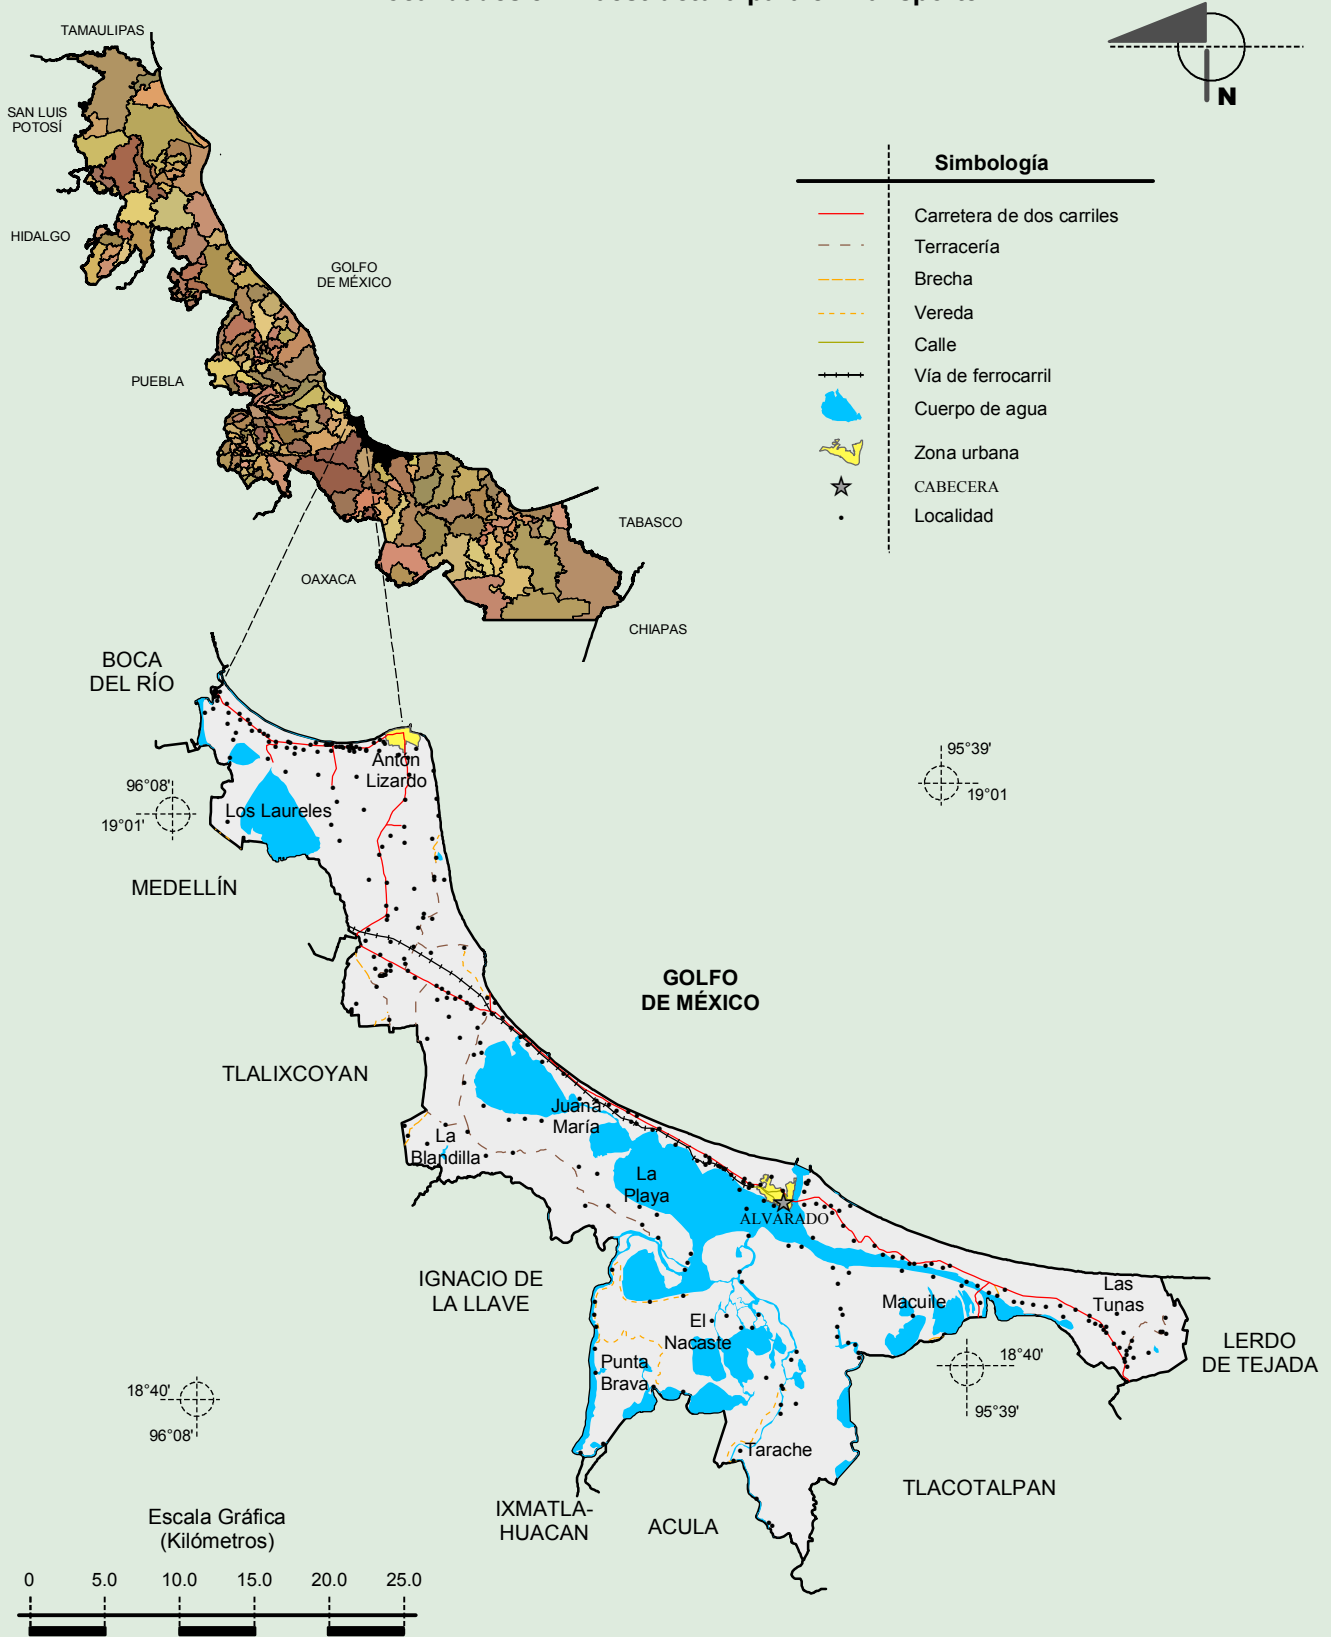 TAMAULIPAS
SAN LUIS
POTOSÍ
HIDALGO
GOLFO
DE MÉXICO
PUEBLA
OAXACA
TABASCO
CHIAPAS
N
Simbología
Carretera de dos carriles
Terracería
Brecha
Vereda
Calle
Vía de ferrocarril
Cuerpo de agua
Zona urbana
CABECERA
Localidad
BOCA
DEL RÍO
Antón
Lizardo
Los Laureles
96°08'
19°01'
95°39'
19°01
MEDELLÍN
GOLFO
DE MÉXICO
TLALIXCOYAN
Juana
María
La
Blandilla
La
Playa
ALVARADO
IGNACIO DE
LA LLAVE
Las
Tunas
Macuile
El
Nacaste
Punta
Brava
LERDO
DE TEJADA
18°40'
95°39'
18°40'
96°08'
Tarache
TLACOTALPAN
IXMATLA-
HUACAN
ACULA
Escala Gráfica
(Kilómetros)
0 5.0 10.0 15.0 20.0 25.0